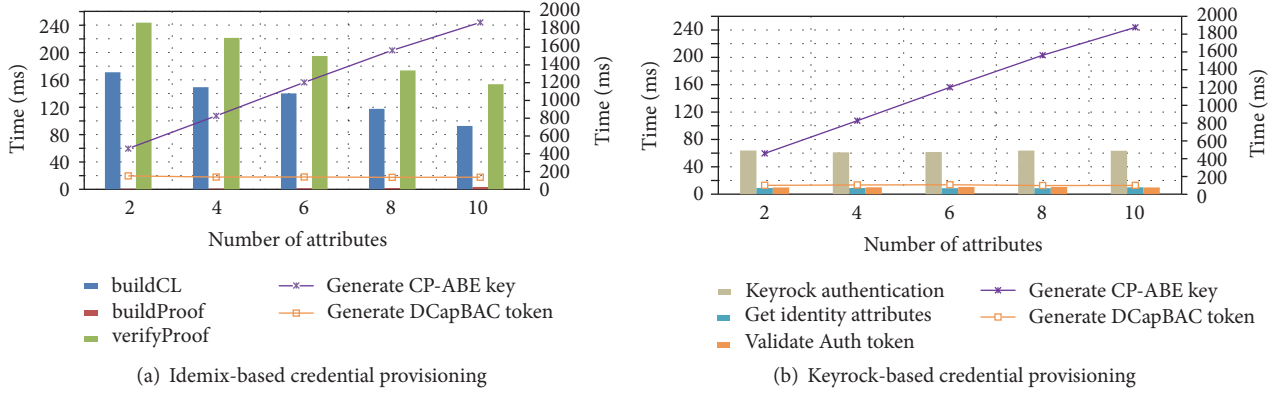 240
200
160
120
80
40
0
Time (ms)
2000
1800
1600
1400
1200
1000
800
600
400
200
0
Time (ms)
2 4 6 8 10
Number of attributes
buildCL
buildProof
verifyProof
Generate CP-ABE key
Generate DCapBAC token
(a) Idemix-based credential provisioning
240
200
160
120
80
40
0
Time (ms)
2000
1800
1600
1400
1200
1000
800
600
400
200
0
Time (ms)
2 4 6 8 10
Number of attributes
Keyrock authentication
Get identity attributes
Validate Auth token
Generate CP-ABE key
Generate DCapBAC token
(b) Keyrock-based credential provisioning